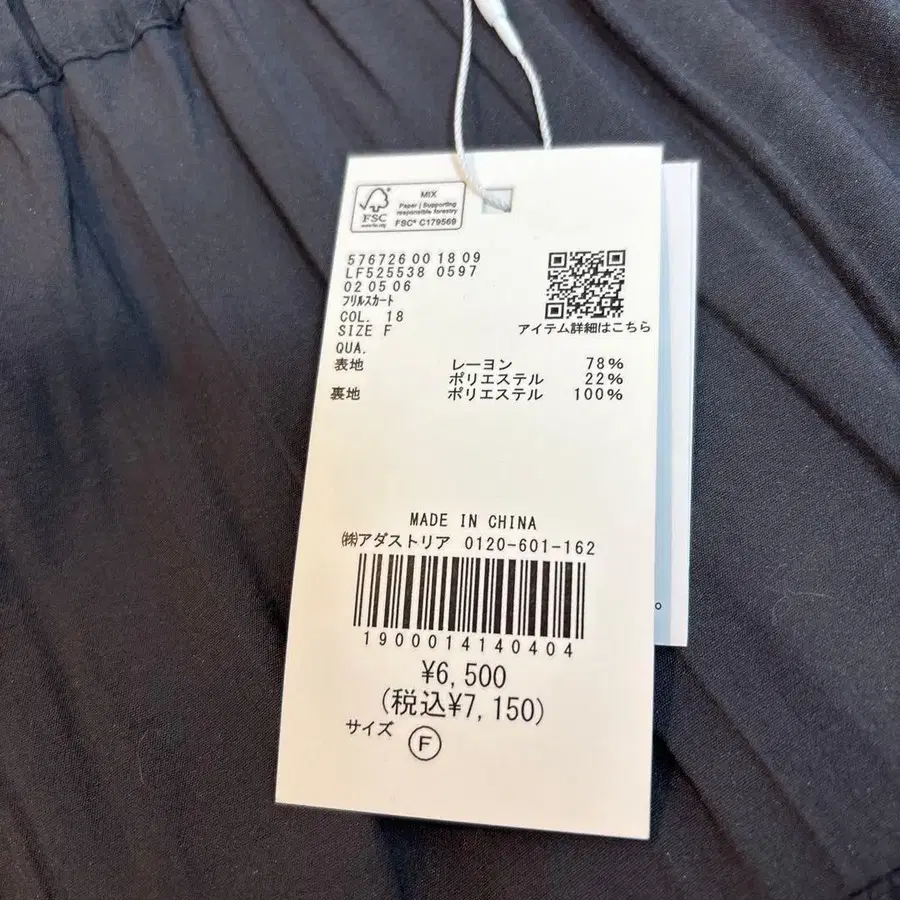 FSC
www.fsc.org
MIX
Paper | Supporting
responsible forestry
FSC® C179569
576726 00 18 09
LF525538 0597
02 05 06
フリルスカート
COL. 18
SIZE F
QUA.
アイテム詳細はこちら
表地 レーヨン 78%
ポリエステル 22%
裏地 ポリエステル 100%
MADE IN CHINA
㈱アダストリア 0120-601-162
1900014140404
¥6,500
(税込¥7,150)
サイズ F